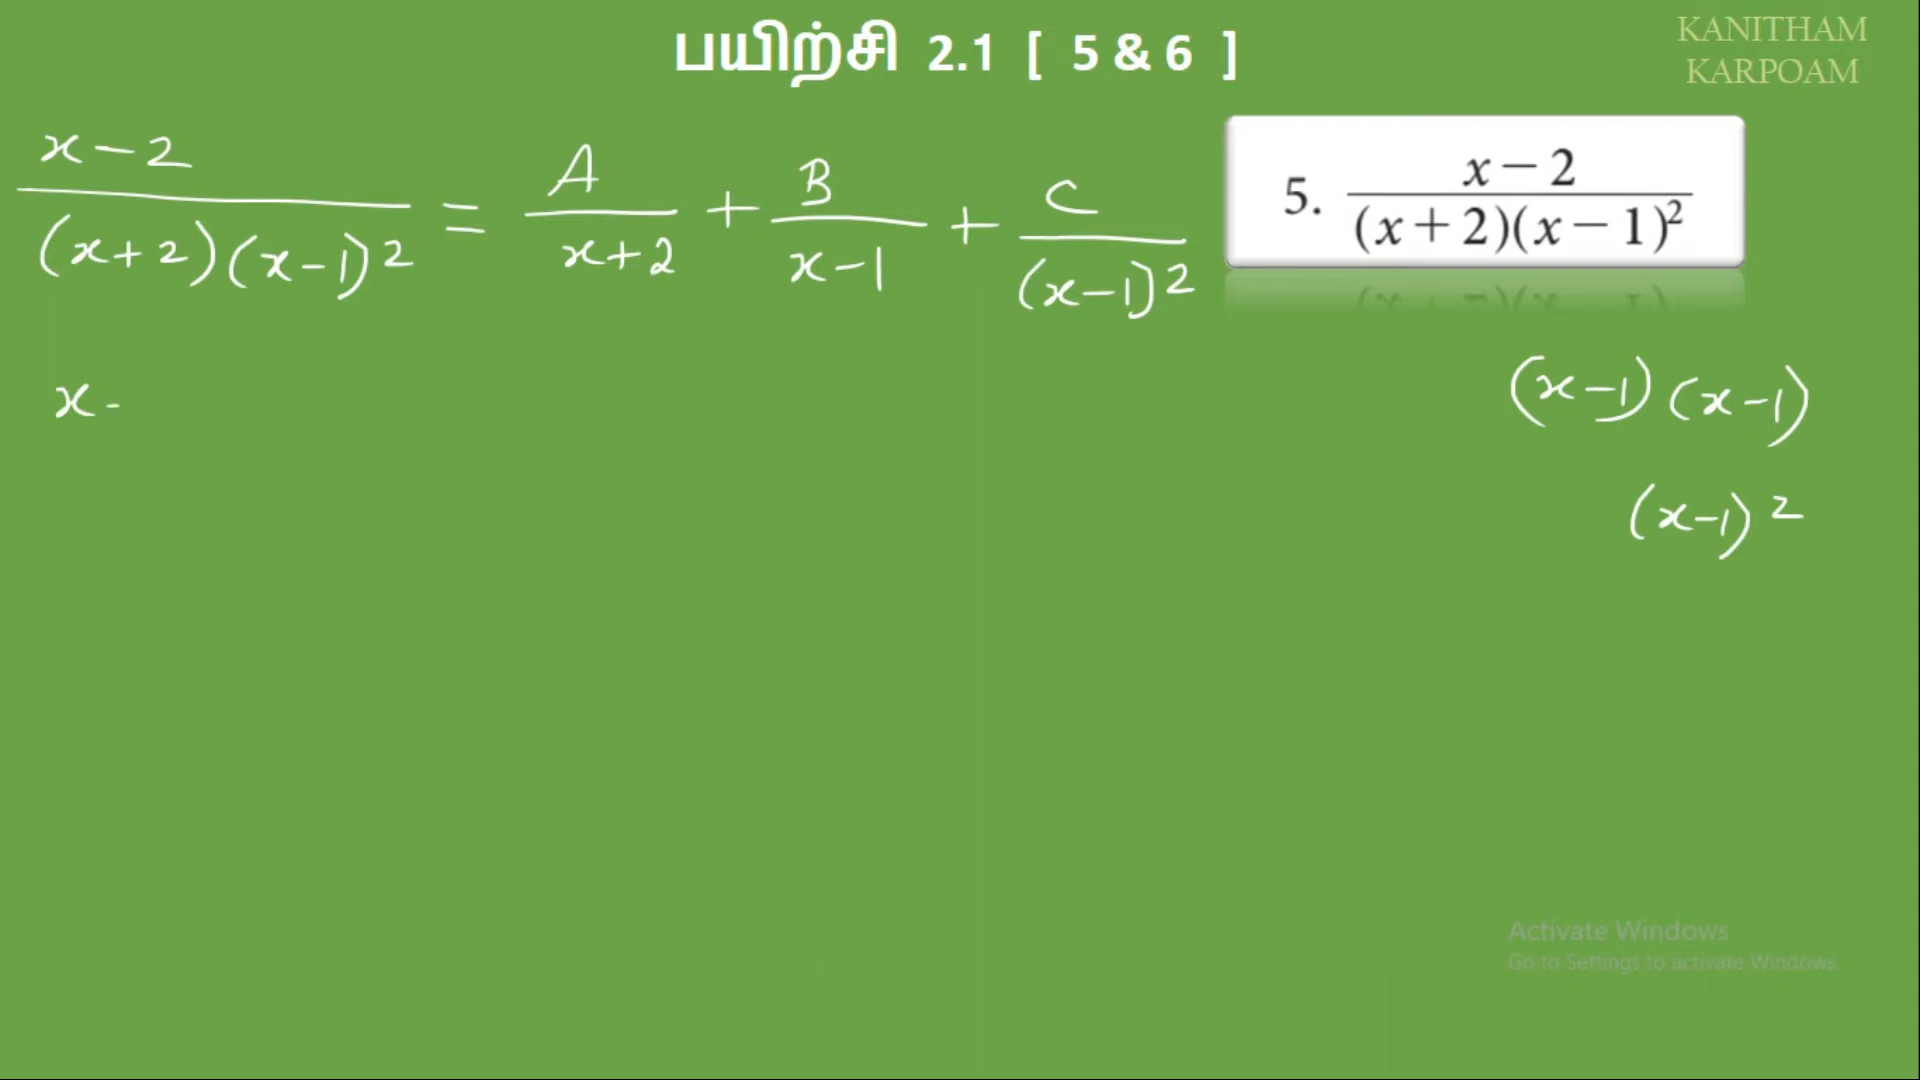 பயிற்சி 2.1 [ 5 & 6 ]
KANITHAM
KARPOAM
x-2/(x+2)(x-1)² = A/x+2 + B/x-1 + C/(x-1)²
5. x-2/(x+2)(x-1)²
x -
(x-1)(x-1)
(x-1)²
Activate Windows
Go to Settings to activate Windows.